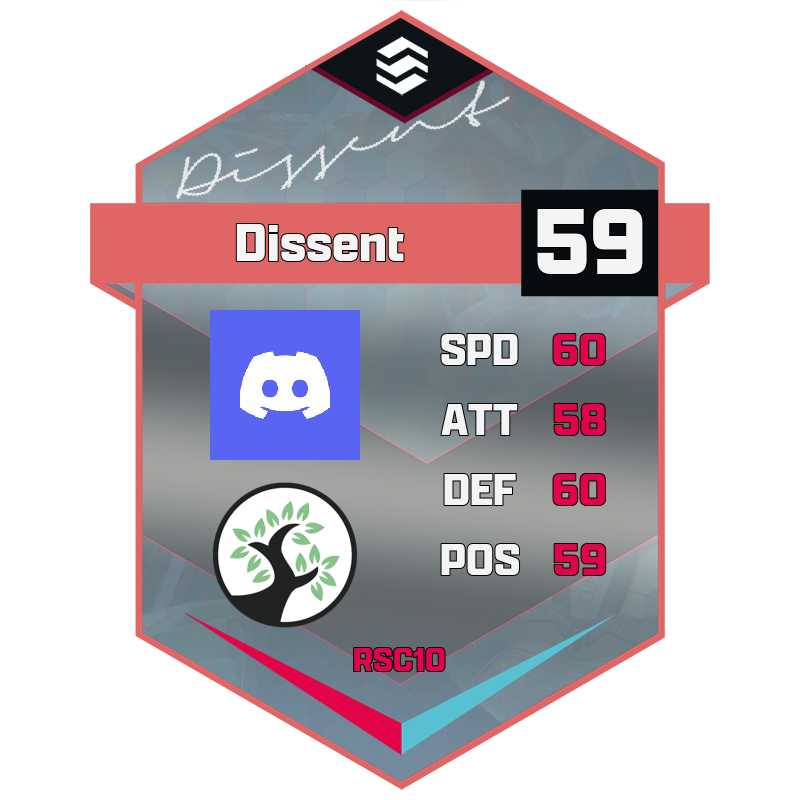 Dissent
Dissent 59
SPD 60
ATT 58
DEF 60
POS 59
RSC10